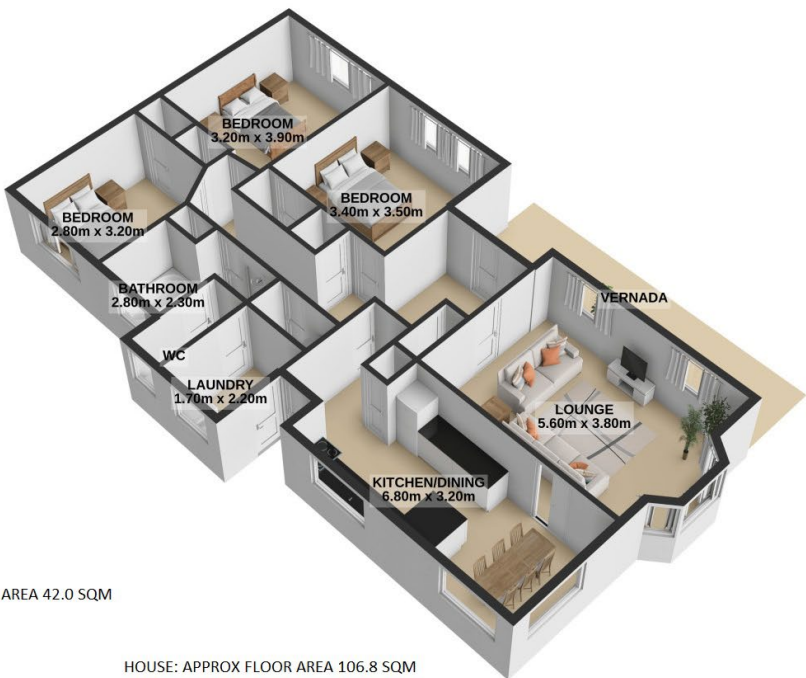 BEDROOM
3.20m x 3.90m
BEDROOM
3.40m x 3.50m
BEDROOM
2.80m x 3.20m
BATHROOM
2.80m x 2.30m
VERNADA
WC
LAUNDRY
1.70m x 2.20m
LOUNGE
5.60m x 3.80m
KITCHEN/DINING
6.80m x 3.20m
AREA 42.0 SQM
HOUSE: APPROX FLOOR AREA 106.8 SQM